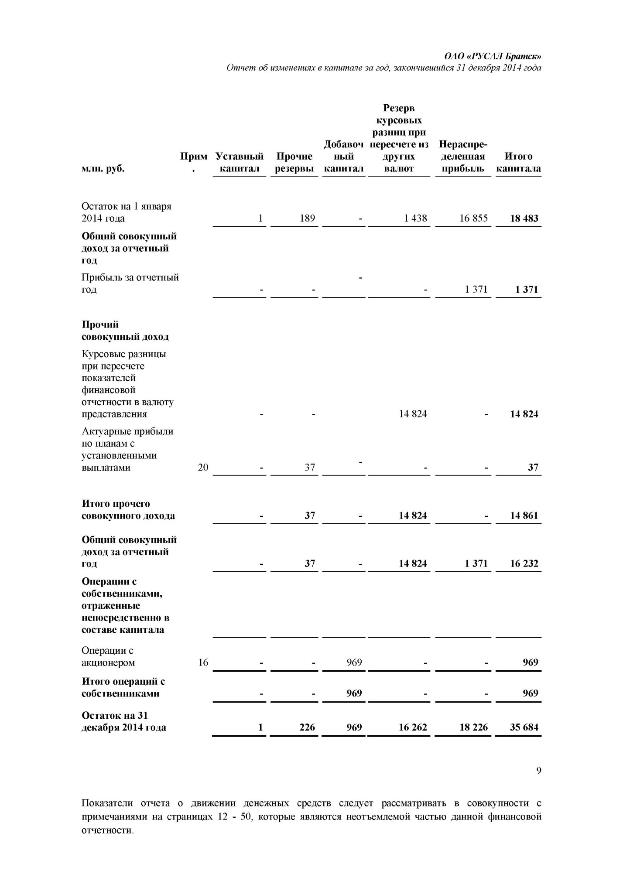 ОАО «РУСАЛ Братск»
Отчет об изменениях в капитале за год, закончившийся 31 декабря 2014 года
Резерв
курсовых
разниц при
Добавоч пересчете из Нераспре-
Прим Уставный Прочие ный других деленная Итого
млн. руб. . капитал резервы капитал валют прибыль капитала
Остаток на 1 января
2014 года 1 189 - 1 438 16 855 18 483
Общий совокупный
доход за отчетный
год
Прибыль за отчетный
год - - - - 1 371 1 371
Прочий
совокупный доход
Курсовые разницы
при пересчете
показателей
финансовой
отчетности в валюту
представления - - 14 824 - 14 824
Актуарные прибыли
по планам с
установленными
выплатами 20 - 37 - - - 37
Итого прочего
совокупного дохода - 37 - 14 824 - 14 861
Общий совокупный
доход за отчетный
год - 37 - 14 824 1 371 16 232
Операции с
собственниками,
отраженные
непосредственно в
составе капитала
Операции с
акционером 16 - - 969 - - 969
Итого операций с
собственниками - - 969 - - 969
Остаток на 31
декабря 2014 года 1 226 969 16 262 18 226 35 684
9
Показатели отчета о движении денежных средств следует рассматривать в совокупности с
примечаниями на страницах 12 - 50, которые являются неотъемлемой частью данной финансовой
отчетности.